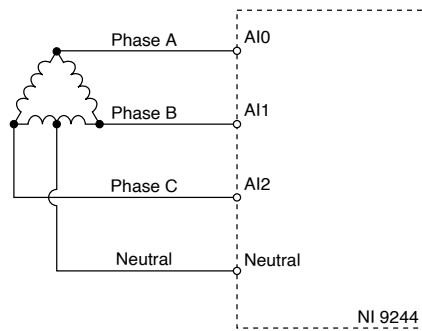 Phase A AI0
Phase B AI1
Phase C AI2
Neutral Neutral
NI 9244